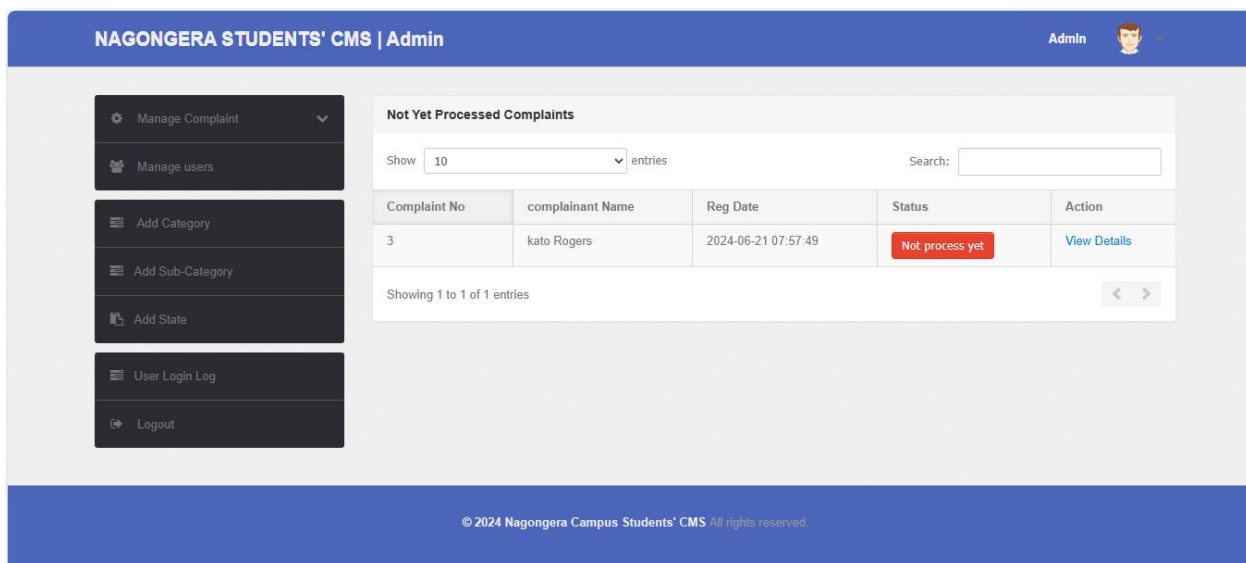 NAGONGERA STUDENTS' CMS | Admin
Admin
Manage Complaint
Manage users
Add Category
Add Sub-Category
Add State
User Login Log
Logout
Not Yet Processed Complaints
Show 10 entries
Search:
Complaint No complainant Name Reg Date Status Action
3 kato Rogers 2024-06-21 07:57:49 Not process yet View Details
Showing 1 to 1 of 1 entries
© 2024 Nagongera Campus Students' CMS All rights reserved.